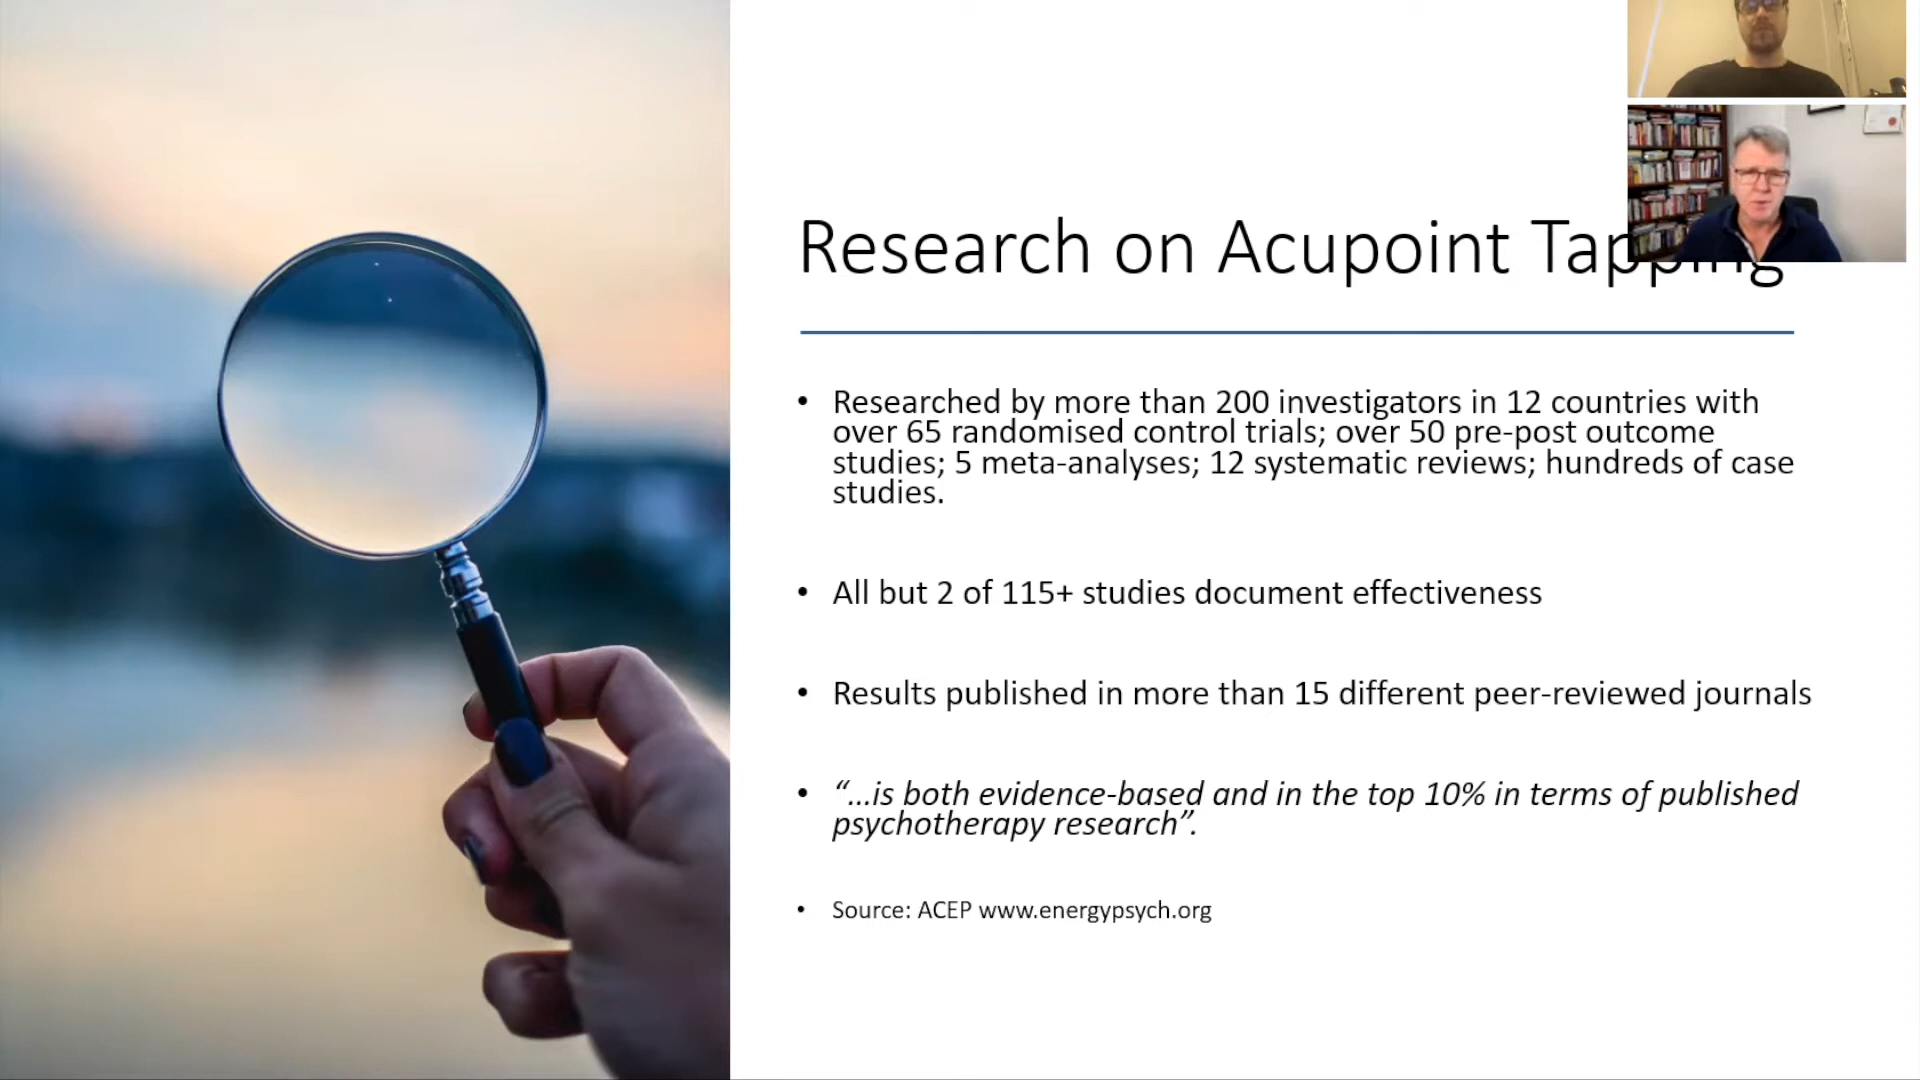 Research on Acupoint Tapping
• Researched by more than 200 investigators in 12 countries with
over 65 randomised control trials; over 50 pre-post outcome
studies; 5 meta-analyses; 12 systematic reviews; hundreds of case
studies.
• All but 2 of 115+ studies document effectiveness
• Results published in more than 15 different peer-reviewed journals
• “...is both evidence-based and in the top 10% in terms of published
psychotherapy research”.
• Source: ACEP www.energypsych.org